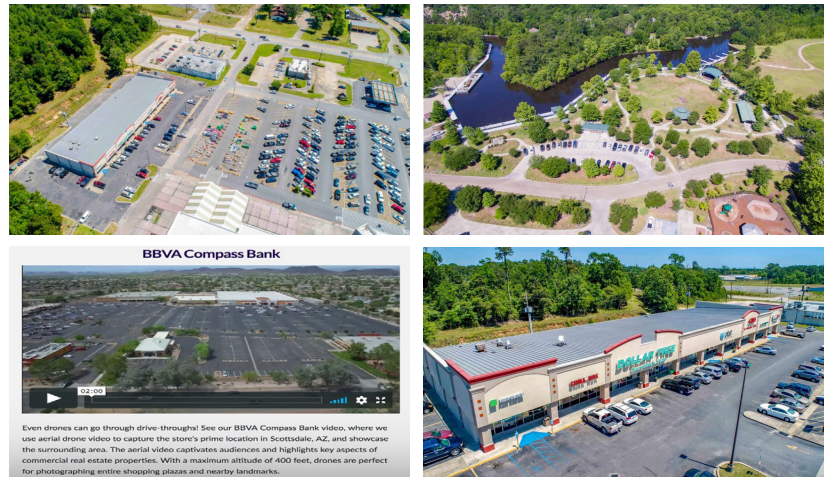 BBVA Compass Bank
02:00
Even drones can go through drive-throughs! See our BBVA Compass Bank video, where we
use aerial drone video to capture the store's prime location in Scottsdale, AZ, and showcase
the surrounding area. The aerial video captivates audiences and highlights key aspects of
commercial real estate properties. With a maximum altitude of 400 feet, drones are perfect
for photographing entire shopping plazas and nearby landmarks.
DOLLAR TREE